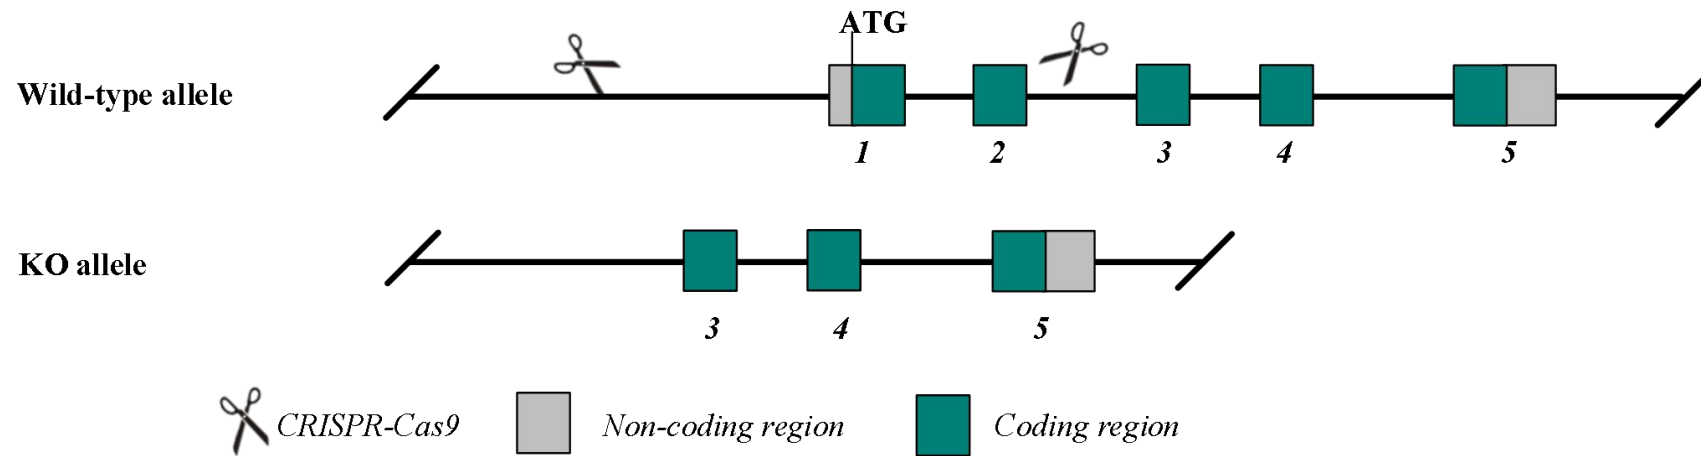 ATG
Wild-type allele
1 2 3 4 5
KO allele
3 4 5
CRISPR-Cas9 Non-coding region Coding region